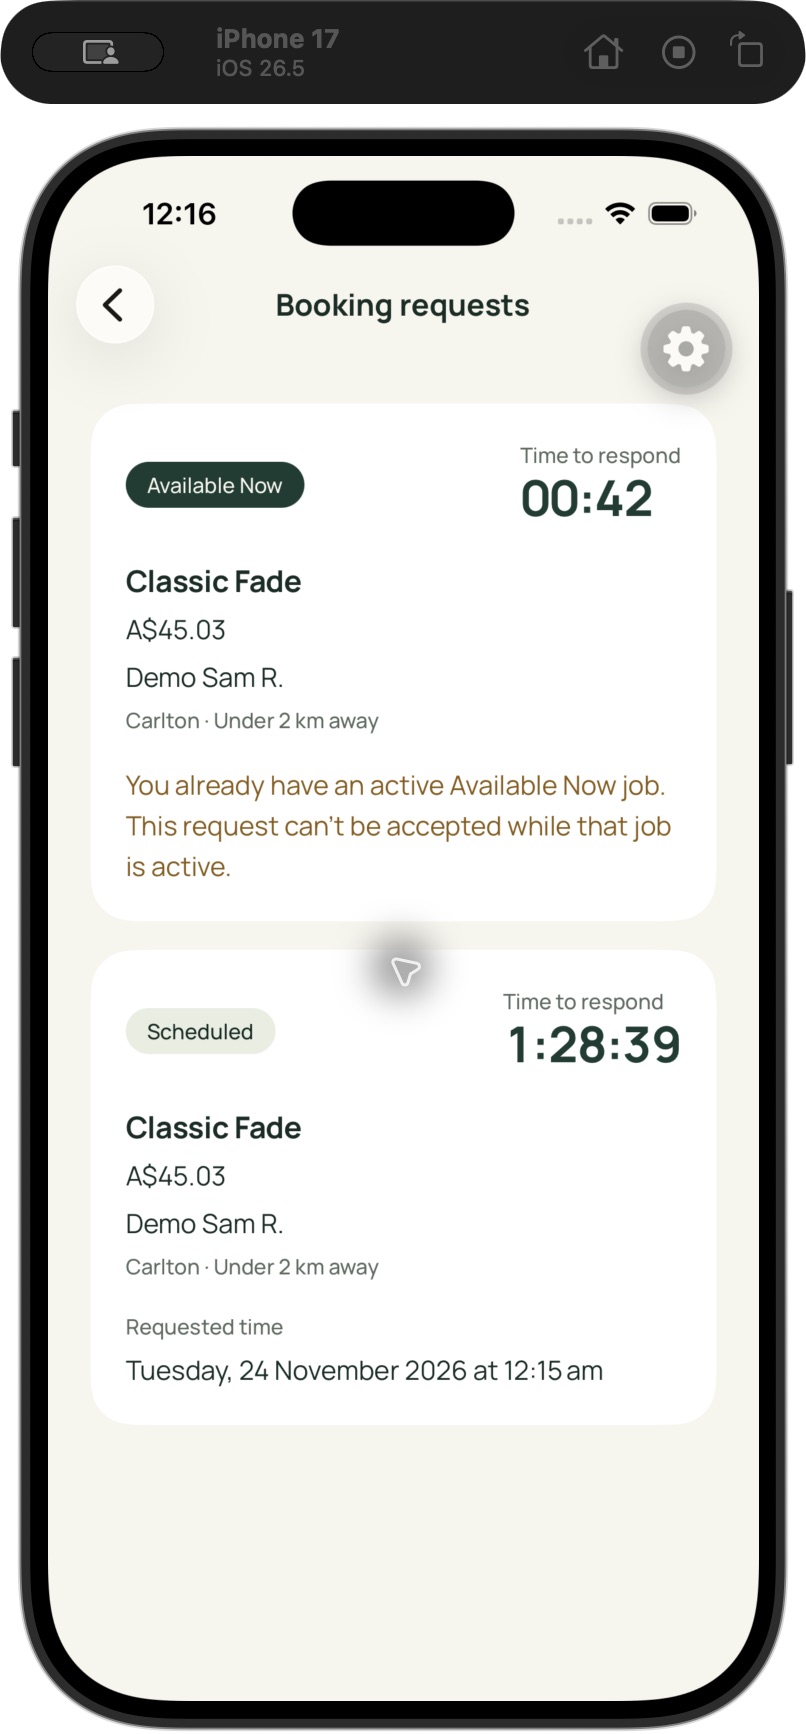 iPhone 17
iOS 26.5
12:16
Booking requests
Available Now
Time to respond
00:42
Classic Fade
A$45.03
Demo Sam R.
Carlton · Under 2 km away
You already have an active Available Now job.
This request can't be accepted while that job
is active.
Scheduled
Time to respond
1:28:39
Classic Fade
A$45.03
Demo Sam R.
Carlton · Under 2 km away
Requested time
Tuesday, 24 November 2026 at 12:15 am